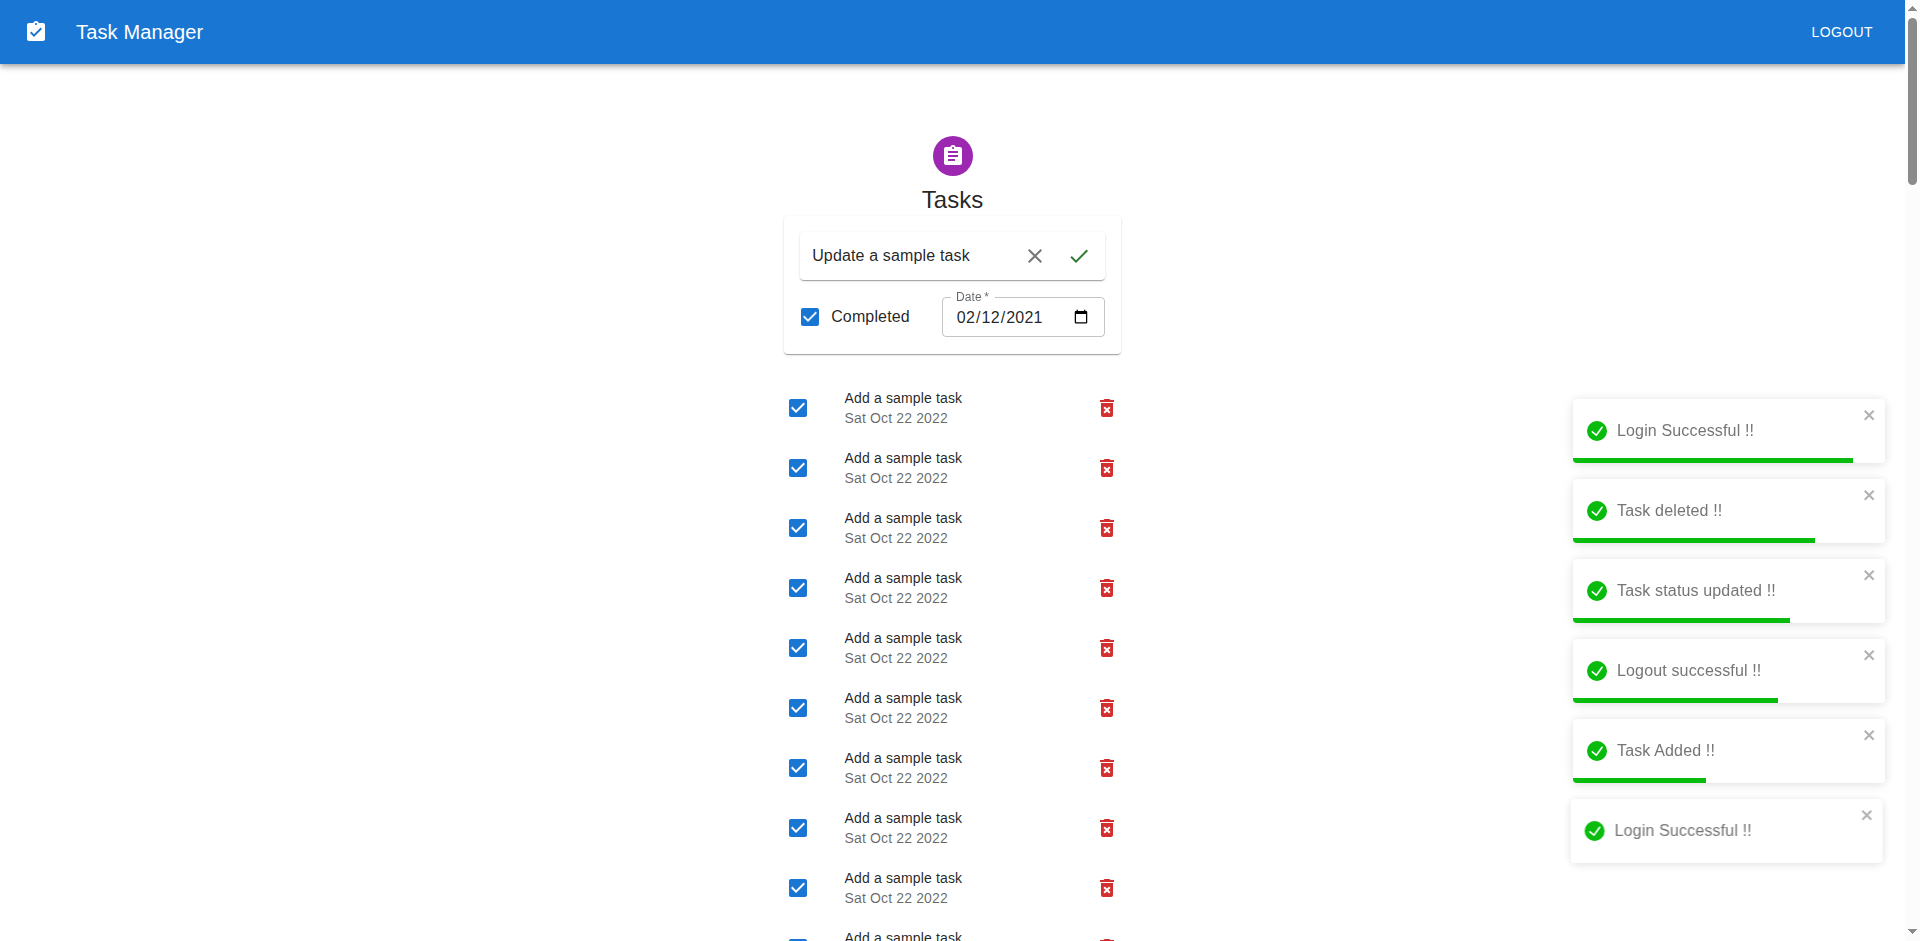 Task Manager
LOGOUT
Tasks
Update a sample task
Completed
Date *
02/12/2021
Add a sample task
Sat Oct 22 2022
Add a sample task
Sat Oct 22 2022
Add a sample task
Sat Oct 22 2022
Add a sample task
Sat Oct 22 2022
Add a sample task
Sat Oct 22 2022
Add a sample task
Sat Oct 22 2022
Add a sample task
Sat Oct 22 2022
Add a sample task
Sat Oct 22 2022
Add a sample task
Sat Oct 22 2022
Add a sample task
Login Successful !!
Task deleted !!
Task status updated !!
Logout successful !!
Task Added !!
Login Successful !!